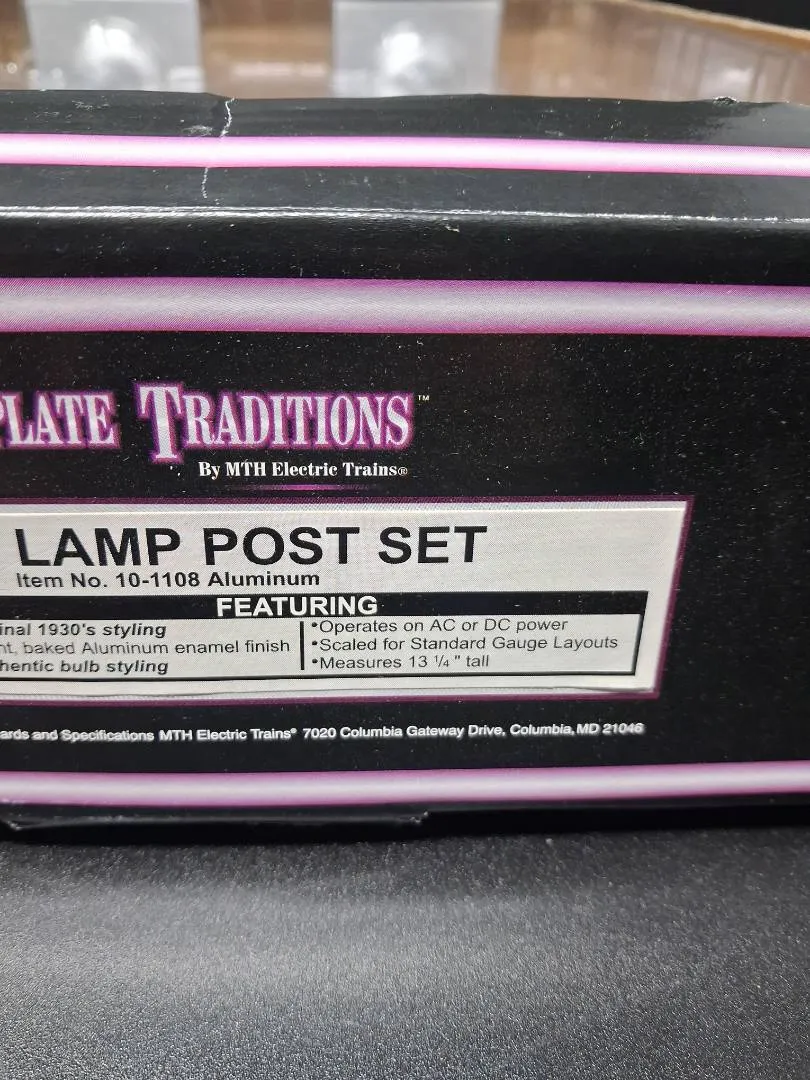 PLATE TRADITIONS™
By MTH Electric Trains®
LAMP POST SET
Item No. 10-1108 Aluminum
FEATURING
inal 1930's styling
nt, baked Aluminum enamel finish
hentic bulb styling
•Operates on AC or DC power
•Scaled for Standard Gauge Layouts
•Measures 13 1/4" tall
ards and Specifications MTH Electric Trains® 7020 Columbia Gateway Drive, Columbia, MD 21046